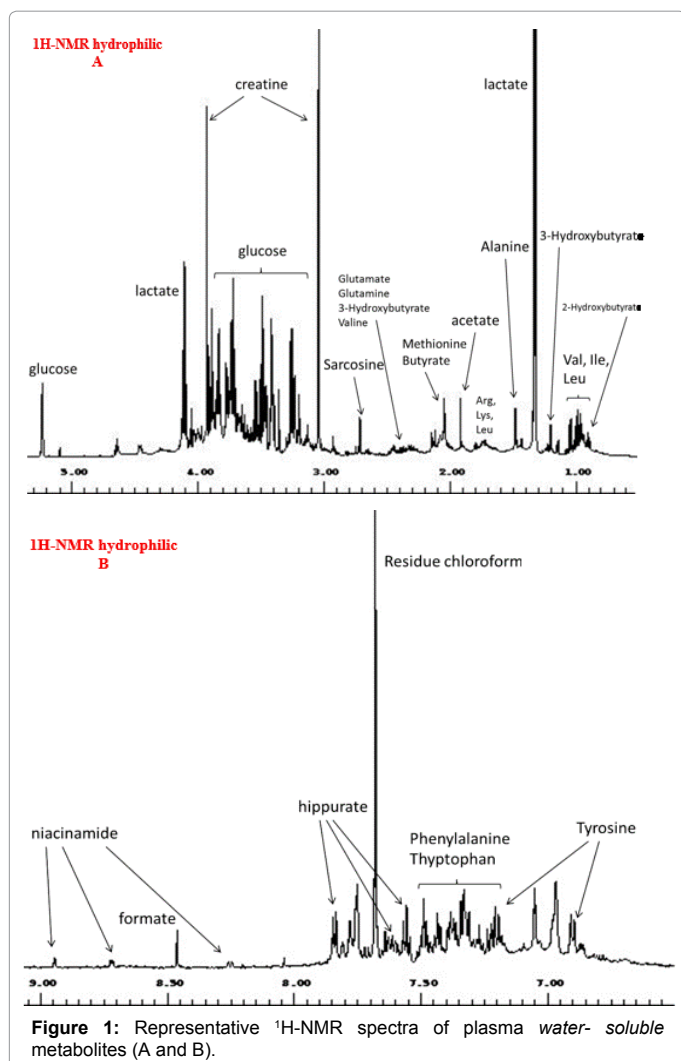 1H-NMR hydrophilic
A
creatine
lactate
glucose
3-Hydroxybutyrate
Alanine
lactate
Glutamate
Glutamine
3-Hydroxybutyrate
Valine
acetate
2-Hydroxybutyrate
Methionine
Butyrate
Sarcosine
Val, Ile,
Leu
glucose
Arg,
Lys,
Leu
5.00 4.00 3.00 2.00 1.00
1H-NMR hydrophilic
B
Residue chloroform
hippurate
Phenylalanine
Thyptophan
Tyrosine
niacinamide
formate
9.00 8.50 8.00 7.50 7.00
Figure 1: Representative ¹H-NMR spectra of plasma water- soluble
metabolites (A and B).